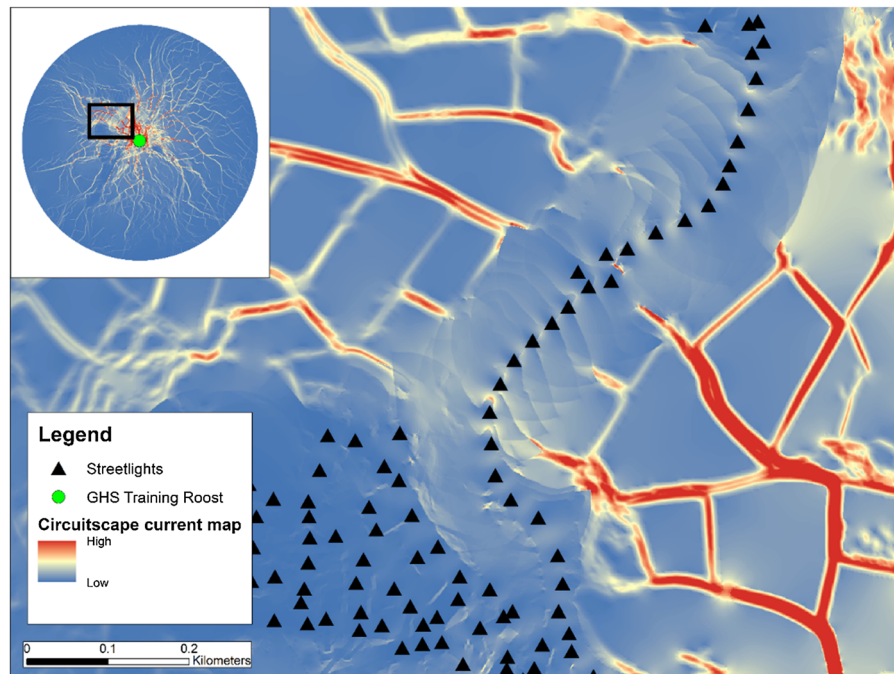 Legend
Streetlights
GHS Training Roost
Circuitscape current map
High
Low
0 0.1 0.2
Kilometers